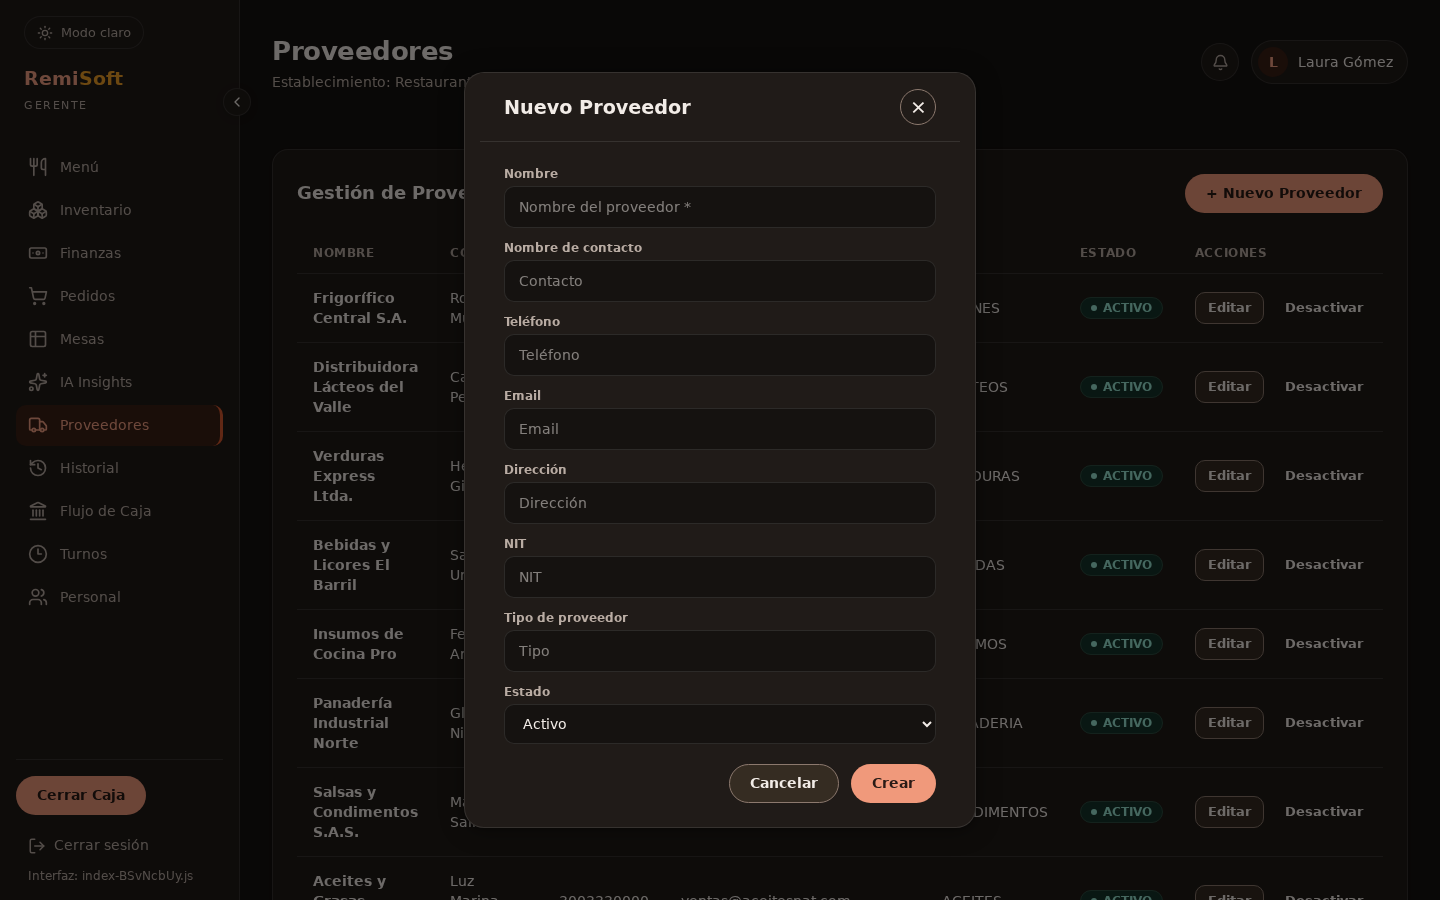 Modo claro
RemiSoft
GERENTE
Menú
Inventario
Finanzas
Pedidos
Mesas
IA Insights
Proveedores
Historial
Flujo de Caja
Turnos
Personal
Cerrar Caja
Cerrar sesión
Interfaz: index-BSvNcbUy.js
Proveedores
Establecimiento:
L
Laura Gómez
Gestión de
+ Nuevo Proveedor
NOMBRE
ESTADO
ACCIONES
Frigorífico
Central S.A.
ACTIVO
Editar
Desactivar
Distribuidora
Lácteos del
Valle
ACTIVO
Editar
Desactivar
Verduras
Express
Ltda.
ACTIVO
Editar
Desactivar
Bebidas y
Licores El
Barril
ACTIVO
Editar
Desactivar
Insumos de
Cocina Pro
ACTIVO
Editar
Desactivar
Panadería
Industrial
Norte
ACTIVO
Editar
Desactivar
Salsas y
Condimentos
S.A.S.
ACTIVO
Editar
Desactivar
Aceites y
Luz
Nuevo Proveedor
Nombre
Nombre del proveedor *
Nombre de contacto
Contacto
Teléfono
Teléfono
Email
Email
Dirección
Dirección
NIT
NIT
Tipo de proveedor
Tipo
Estado
Activo
Cancelar
Crear